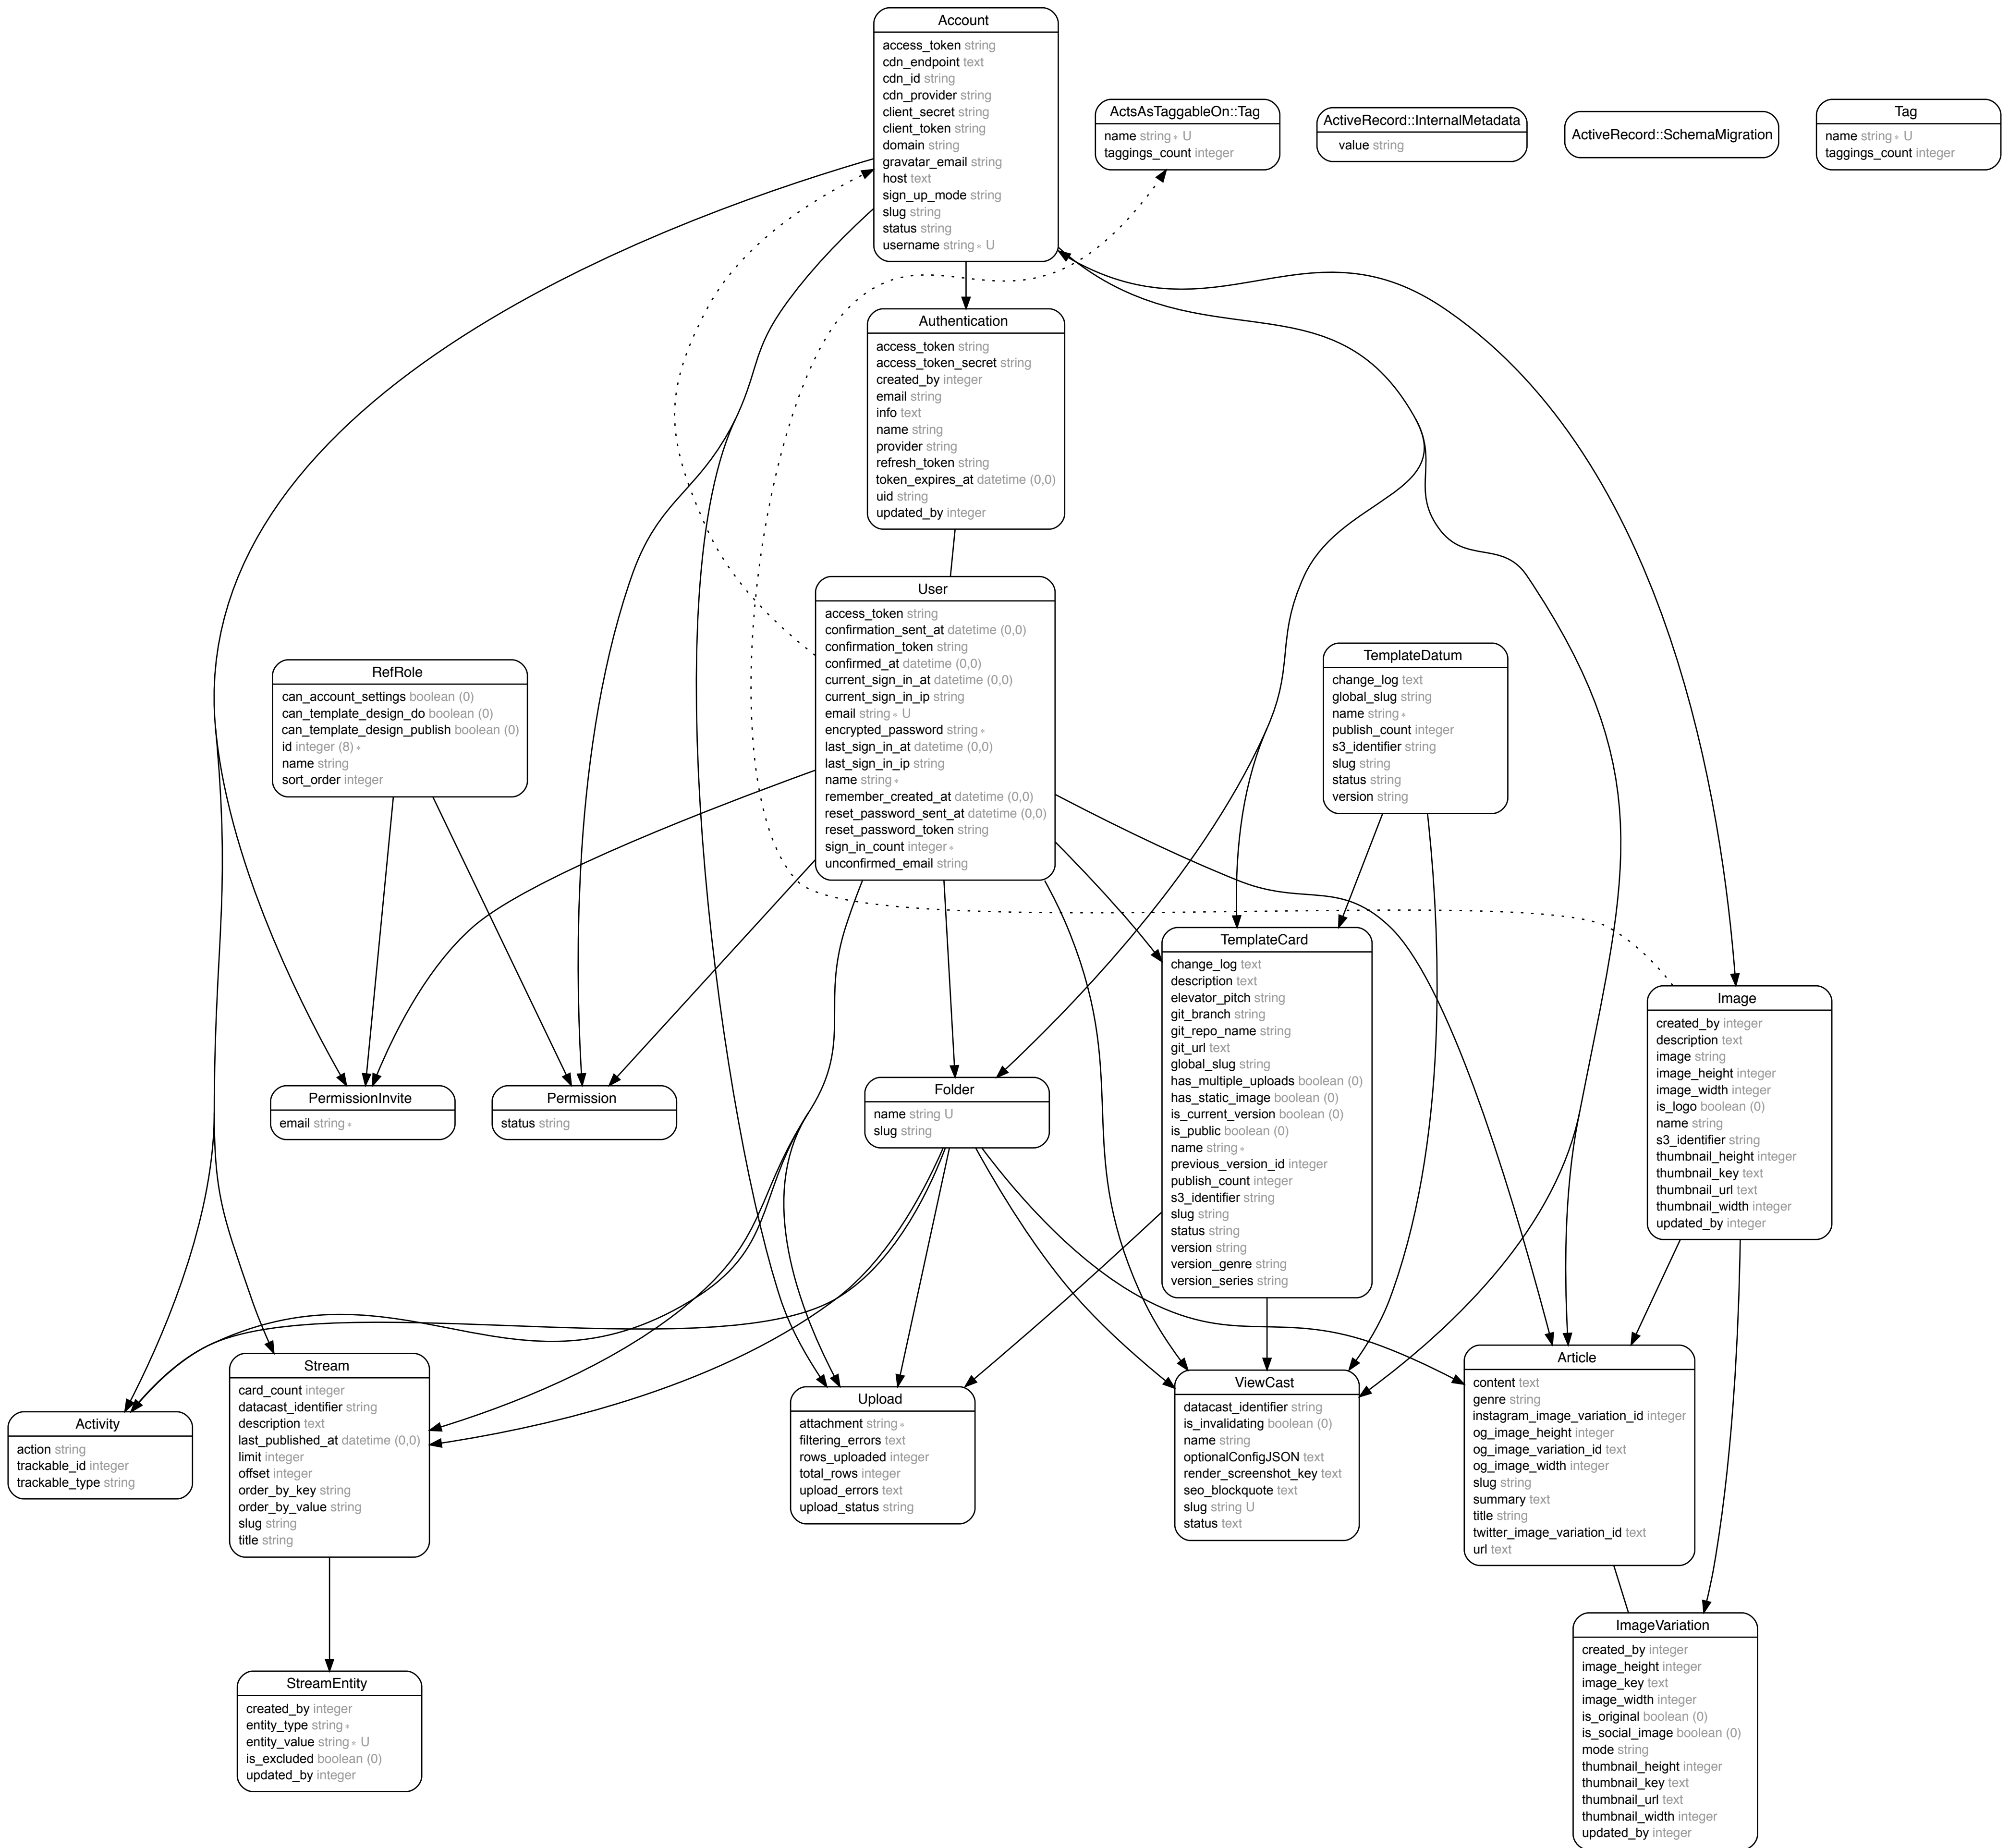 Account
access_token string
cdn_endpoint text
cdn_id string
cdn_provider string
client_secret string
client_token string
domain string
gravatar_email string
host text
sign_up_mode string
slug string
status string
username string * U
ActsAsTaggableOn::Tag
name string * U
taggings_count integer
ActiveRecord::InternalMetadata
value string
ActiveRecord::SchemaMigration
Tag
name string * U
taggings_count integer
Authentication
access_token string
access_token_secret string
created_by integer
email string
info text
name string
provider string
refresh_token string
token_expires_at datetime (0,0)
uid string
updated_by integer
User
access_token string
confirmation_sent_at datetime (0,0)
confirmation_token string
confirmed_at datetime (0,0)
current_sign_in_at datetime (0,0)
current_sign_in_ip string
email string * U
encrypted_password string *
last_sign_in_at datetime (0,0)
last_sign_in_ip string
name string *
remember_created_at datetime (0,0)
reset_password_sent_at datetime (0,0)
reset_password_token string
sign_in_count integer *
unconfirmed_email string
RefRole
can_account_settings boolean (0)
can_template_design_do boolean (0)
can_template_design_publish boolean (0)
id integer (8) *
name string
sort_order integer
TemplateDatum
change_log text
global_slug string
name string *
publish_count integer
s3_identifier string
slug string
status string
version string
TemplateCard
change_log text
description text
elevator_pitch string
git_branch string
git_repo_name string
git_url text
global_slug string
has_multiple_uploads boolean (0)
has_static_image boolean (0)
is_current_version boolean (0)
is_public boolean (0)
name string *
previous_version_id integer
publish_count integer
s3_identifier string
slug string
status string
version string
version_genre string
version_series string
Image
created_by integer
description text
image string
image_height integer
image_width integer
is_logo boolean (0)
name string
s3_identifier string
thumbnail_height integer
thumbnail_key text
thumbnail_url text
thumbnail_width integer
updated_by integer
PermissionInvite
email string *
Permission
status string
Folder
name string U
slug string
Stream
card_count integer
datacast_identifier string
description text
last_published_at datetime (0,0)
limit integer
offset integer
order_by_key string
order_by_value string
slug string
title string
Activity
action string
trackable_id integer
trackable_type string
Upload
attachment string *
filtering_errors text
rows_uploaded integer
total_rows integer
upload_errors text
upload_status string
ViewCast
datacast_identifier string
is_invalidating boolean (0)
name string
optionalConfigJSON text
render_screenshot_key text
seo_blockquote text
slug string U
status text
Article
content text
genre string
instagram_image_variation_id integer
og_image_height integer
og_image_variation_id text
og_image_width integer
slug string
summary text
title string
twitter_image_variation_id text
url text
StreamEntity
created_by integer
entity_type string *
entity_value string * U
is_excluded boolean (0)
updated_by integer
ImageVariation
created_by integer
image_height integer
image_key text
image_width integer
is_original boolean (0)
is_social_image boolean (0)
mode string
thumbnail_height integer
thumbnail_key text
thumbnail_url text
thumbnail_width integer
updated_by integer